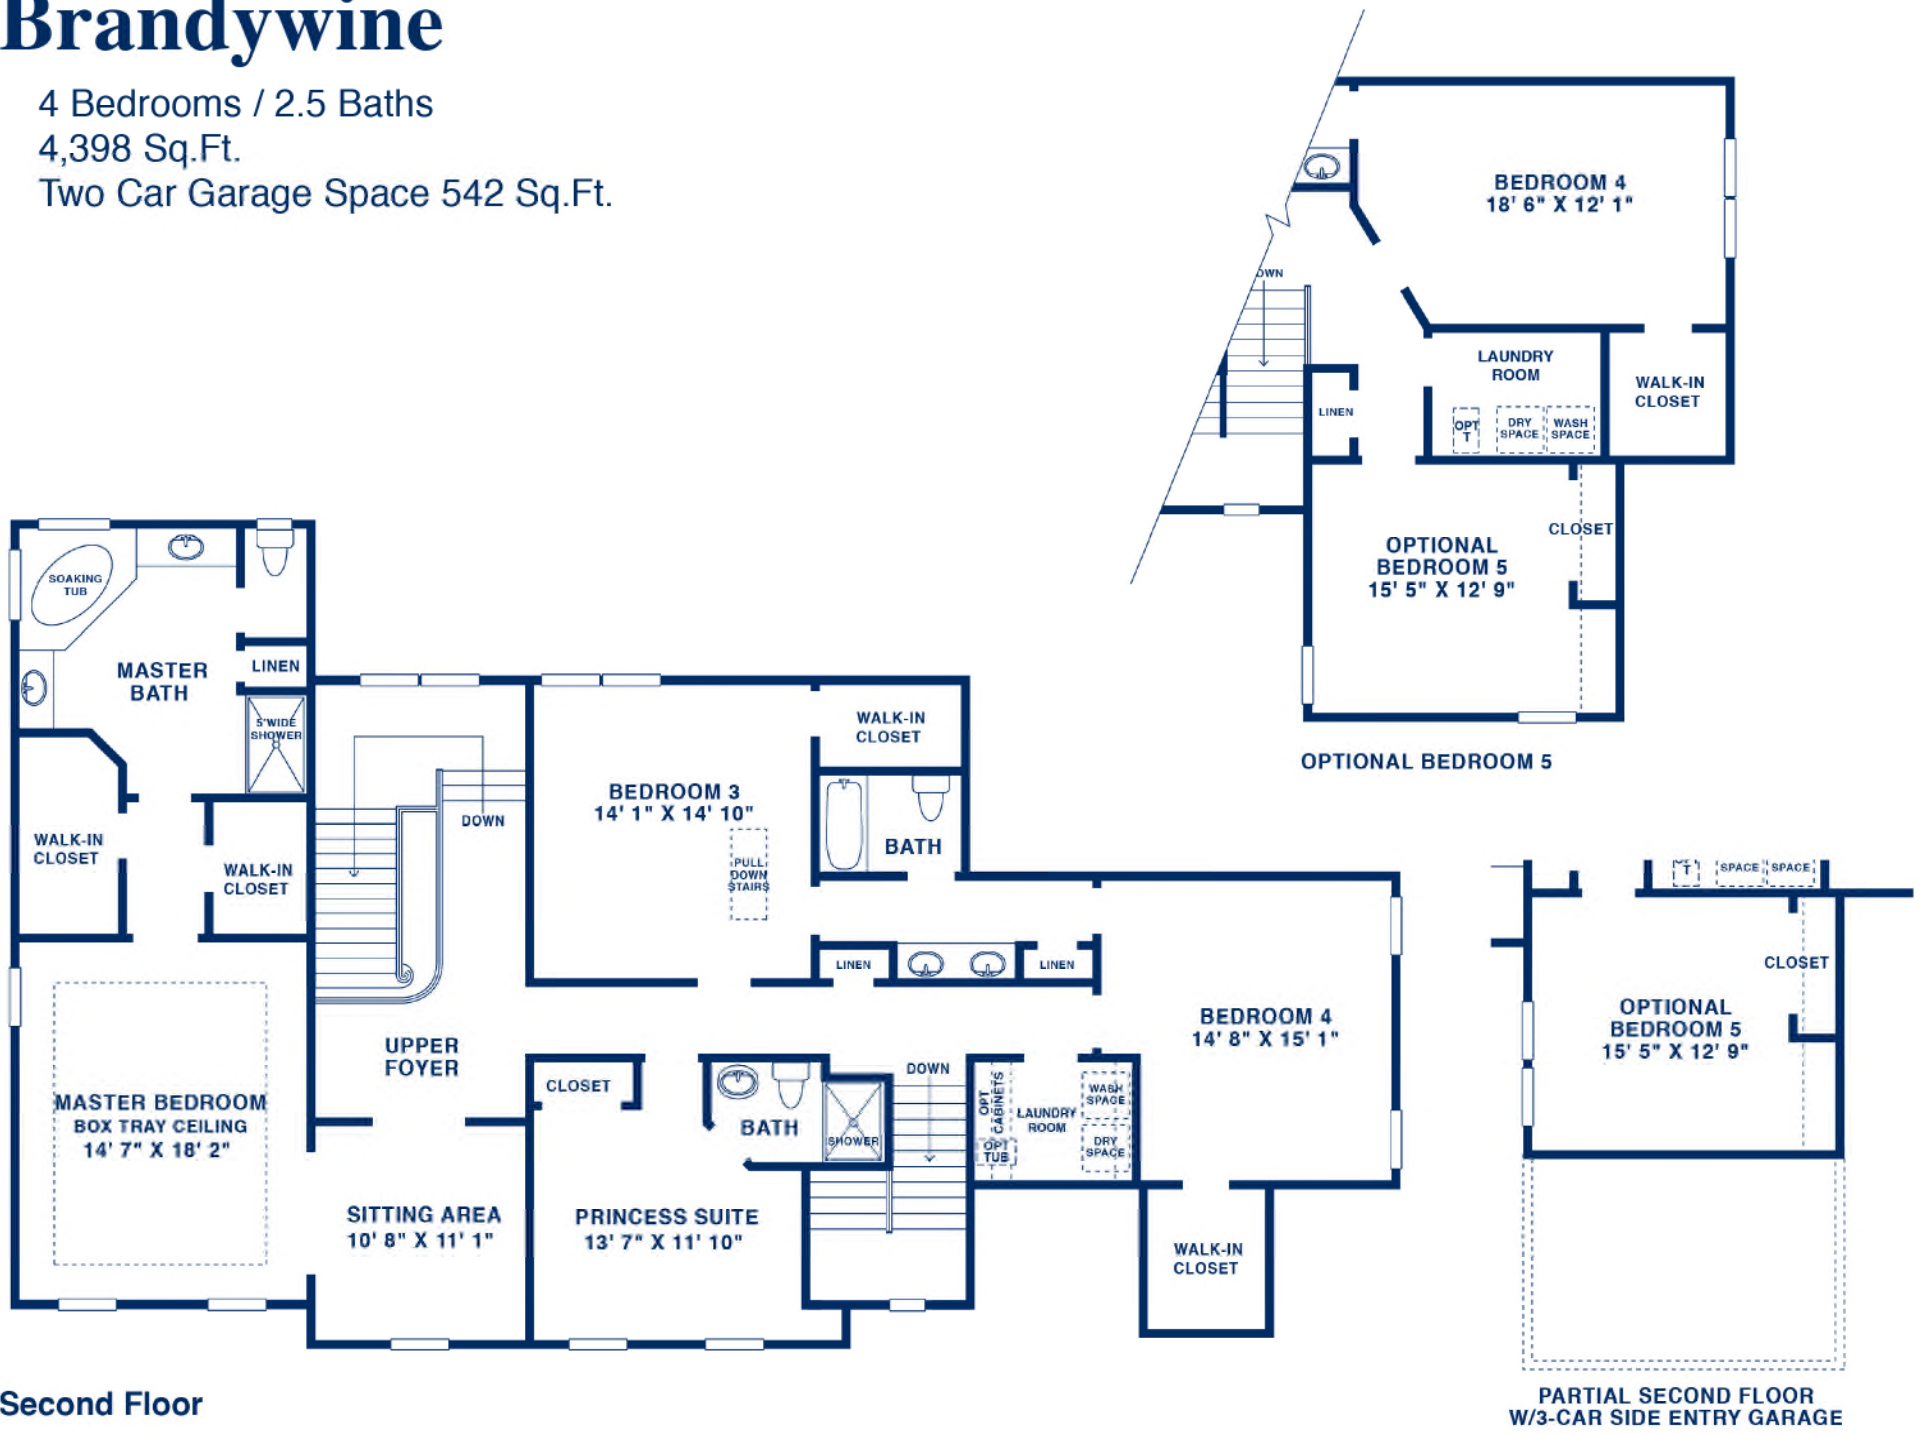 Brandywine
4 Bedrooms / 2.5 Baths
4,398 Sq.Ft.
Two Car Garage Space 542 Sq.Ft.
BEDROOM 4
18' 6" X 12' 1"
OWN
LAUNDRY
ROOM
WALK-IN
CLOSET
LINEN
OPT
T
DRY
SPACE
WASH
SPACE
CLOSET
OPTIONAL
BEDROOM 5
15' 5" X 12' 9"
OPTIONAL BEDROOM 5
SOAKING
TUB
MASTER
BATH
LINEN
5'WIDE
SHOWER
WALK-IN
CLOSET
WALK-IN
CLOSET
DOWN
BEDROOM 3
14' 1" X 14' 10"
PULL
DOWN
STAIRS
WALK-IN
CLOSET
BATH
LINEN
LINEN
BEDROOM 4
14' 8" X 15' 1"
UPPER
FOYER
MASTER BEDROOM
BOX TRAY CEILING
14' 7" X 18' 2"
CLOSET
BATH
SHOWER
DOWN
OPT
CABINETS
OPT
TUB
LAUNDRY
ROOM
WASH
SPACE
DRY
SPACE
SITTING AREA
10' 8" X 11' 1"
PRINCESS SUITE
13' 7" X 11' 10"
WALK-IN
CLOSET
T
SPACE
SPACE
CLOSET
OPTIONAL
BEDROOM 5
15' 5" X 12' 9"
PARTIAL SECOND FLOOR
W/3-CAR SIDE ENTRY GARAGE
Second Floor